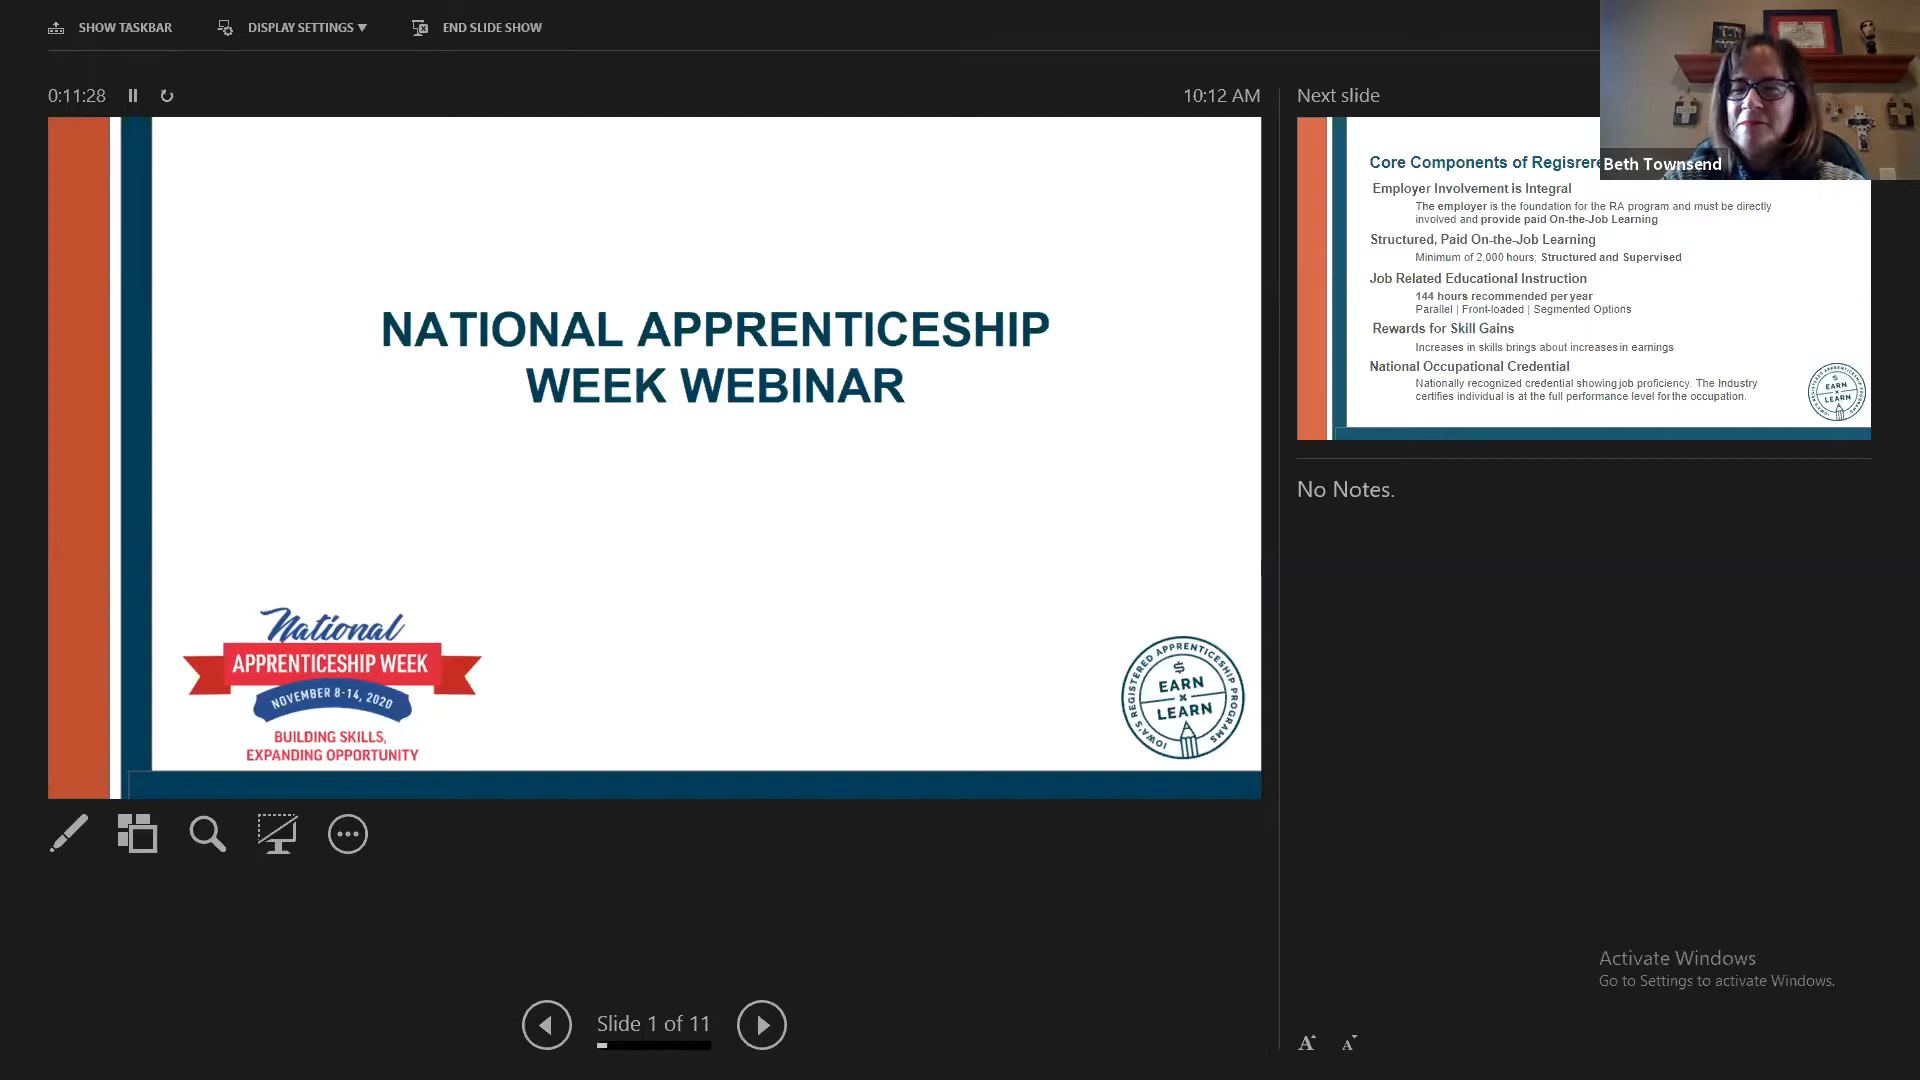 SHOW TASKBAR
DISPLAY SETTINGS
END SLIDE SHOW
0:11:28
10:12 AM
NATIONAL APPRENTICESHIP
WEEK WEBINAR
National
APPRENTICESHIP WEEK
NOVEMBER 8-14, 2020
BUILDING SKILLS,
EXPANDING OPPORTUNITY
IOWA'S REGISTERED APPRENTICESHIP PROGRAMS
$
EARN
x
LEARN
Slide 1 of 11
Next slide
Core Components of Regisrere
Employer Involvement is Integral
The employer is the foundation for the RA program and must be directly
involved and provide paid On-the-Job Learning
Structured, Paid On-the-Job Learning
Minimum of 2,000 hours; Structured and Supervised
Job Related Educational Instruction
144 hours recommended per year
Parallel | Front-loaded | Segmented Options
Rewards for Skill Gains
Increases in skills brings about increases in earnings
National Occupational Credential
Nationally recognized credential showing job proficiency. The Industry
certifies individual is at the full performance level for the occupation.
IOWA'S REGISTERED APPRENTICESHIP PROGRAMS
$
EARN
x
LEARN
Beth Townsend
No Notes.
Activate Windows
Go to Settings to activate Windows.
A A